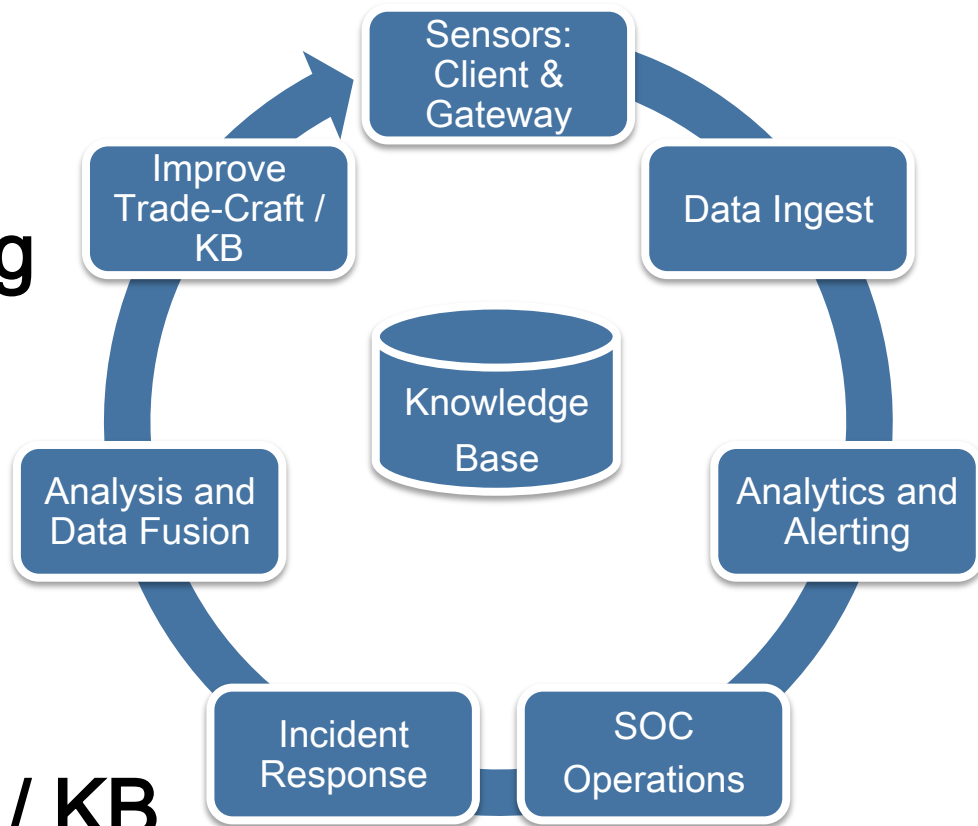 Sensors:
Client &
Gateway
Improve
Trade-Craft /
KB
Data Ingest
g
Knowledge
Base
Analysis and
Data Fusion
Analytics and
Alerting
Incident
Response
SOC
Operations
/ KB